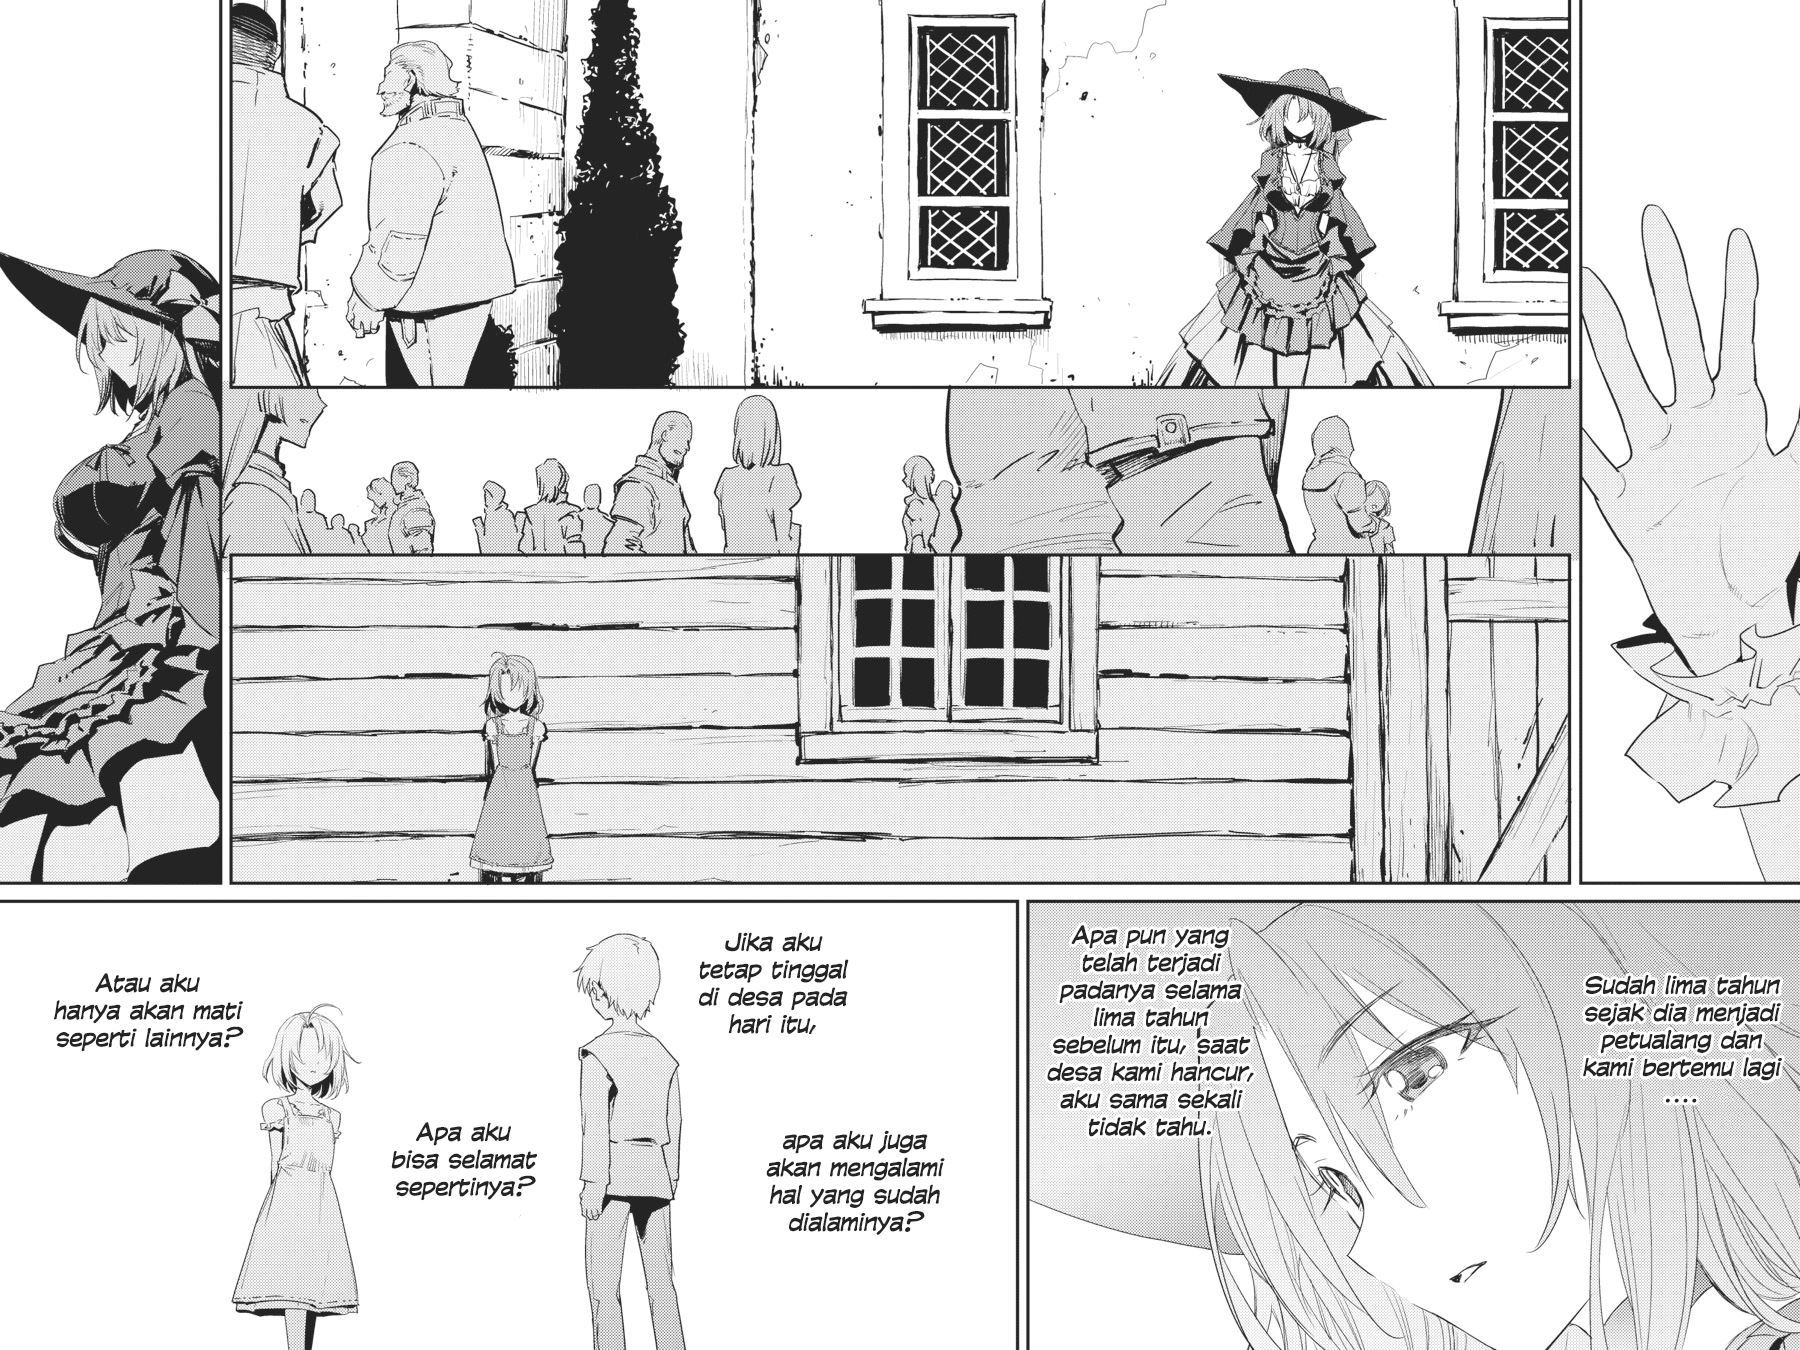 Sudah lima tahun
sejak dia menjadi
petualang dan
kami bertemu lagi
....
Apa pun yang
telah terjadi
padanya selama
lima tahun
sebelum itu, saat
desa kami hancur,
aku sama sekali
tidak tahu.
Jika aku
tetap tinggal
di desa pada
hari itu,
apa aku juga
akan mengalami
hal yang sudah
dialaminya?
Apa aku
bisa selamat
sepertinya?
Atau aku
hanya akan mati
seperti lainnya?